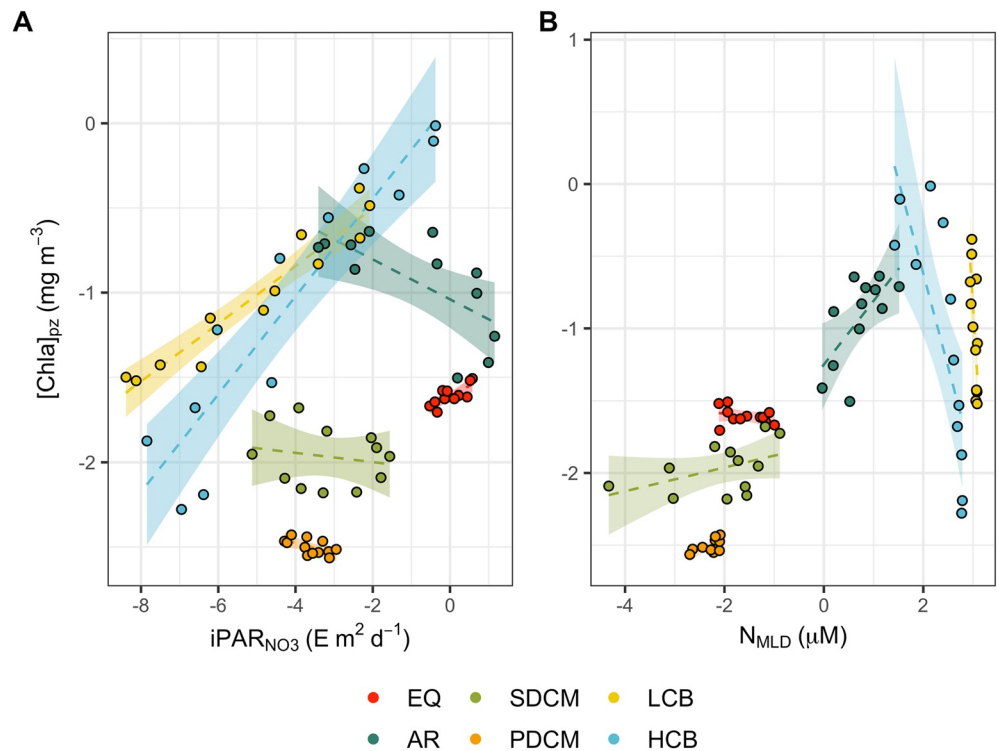 A
B
[Chla]pz (mg m⁻³)
0
-1
-2
1
0
-1
-2
-8 -6 -4 -2 0
-4 -2 0 2
iPARNO3 (E m² d⁻¹)
NMLD (μM)
EQ SDCM LCB
AR PDCM HCB